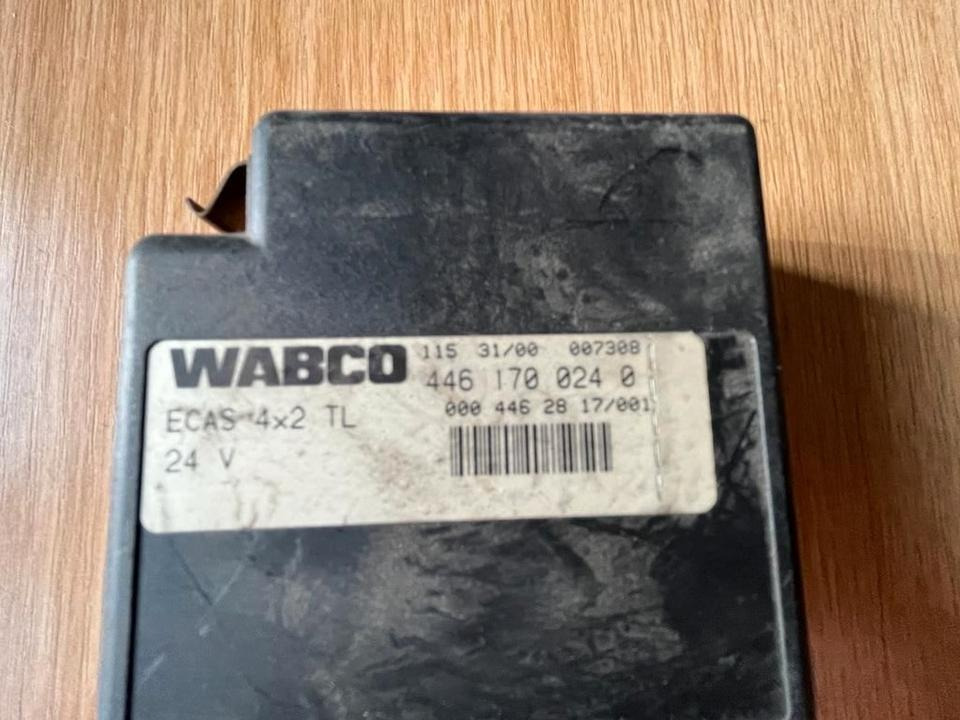 WABCO 115 31/00 007308
446 170 024 0
ECAS 4x2 TL 000 446 28 17/001
24 V